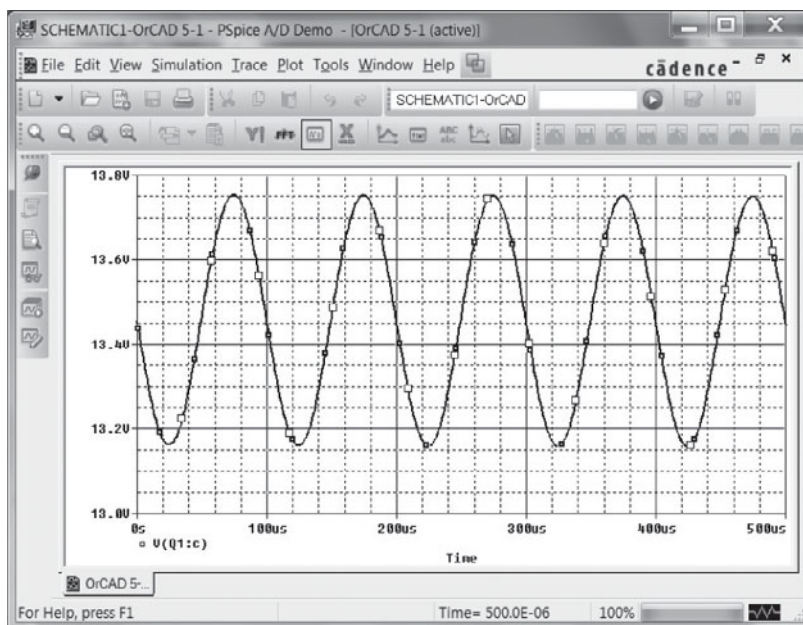 SCHEMATIC1-OrCAD 5-1 - PSpice A/D Demo - [OrCAD 5-1 (active)]
File Edit View Simulation Trace Plot Tools Window Help
cādence
SCHEMATIC1-OrCAD
13.8V
13.6V
13.4V
13.2V
13.0V
0s 100us 200us 300us 400us 500us
V(Q1:c)
Time
OrCAD 5-...
For Help, press F1 Time= 500.0E-06 100%